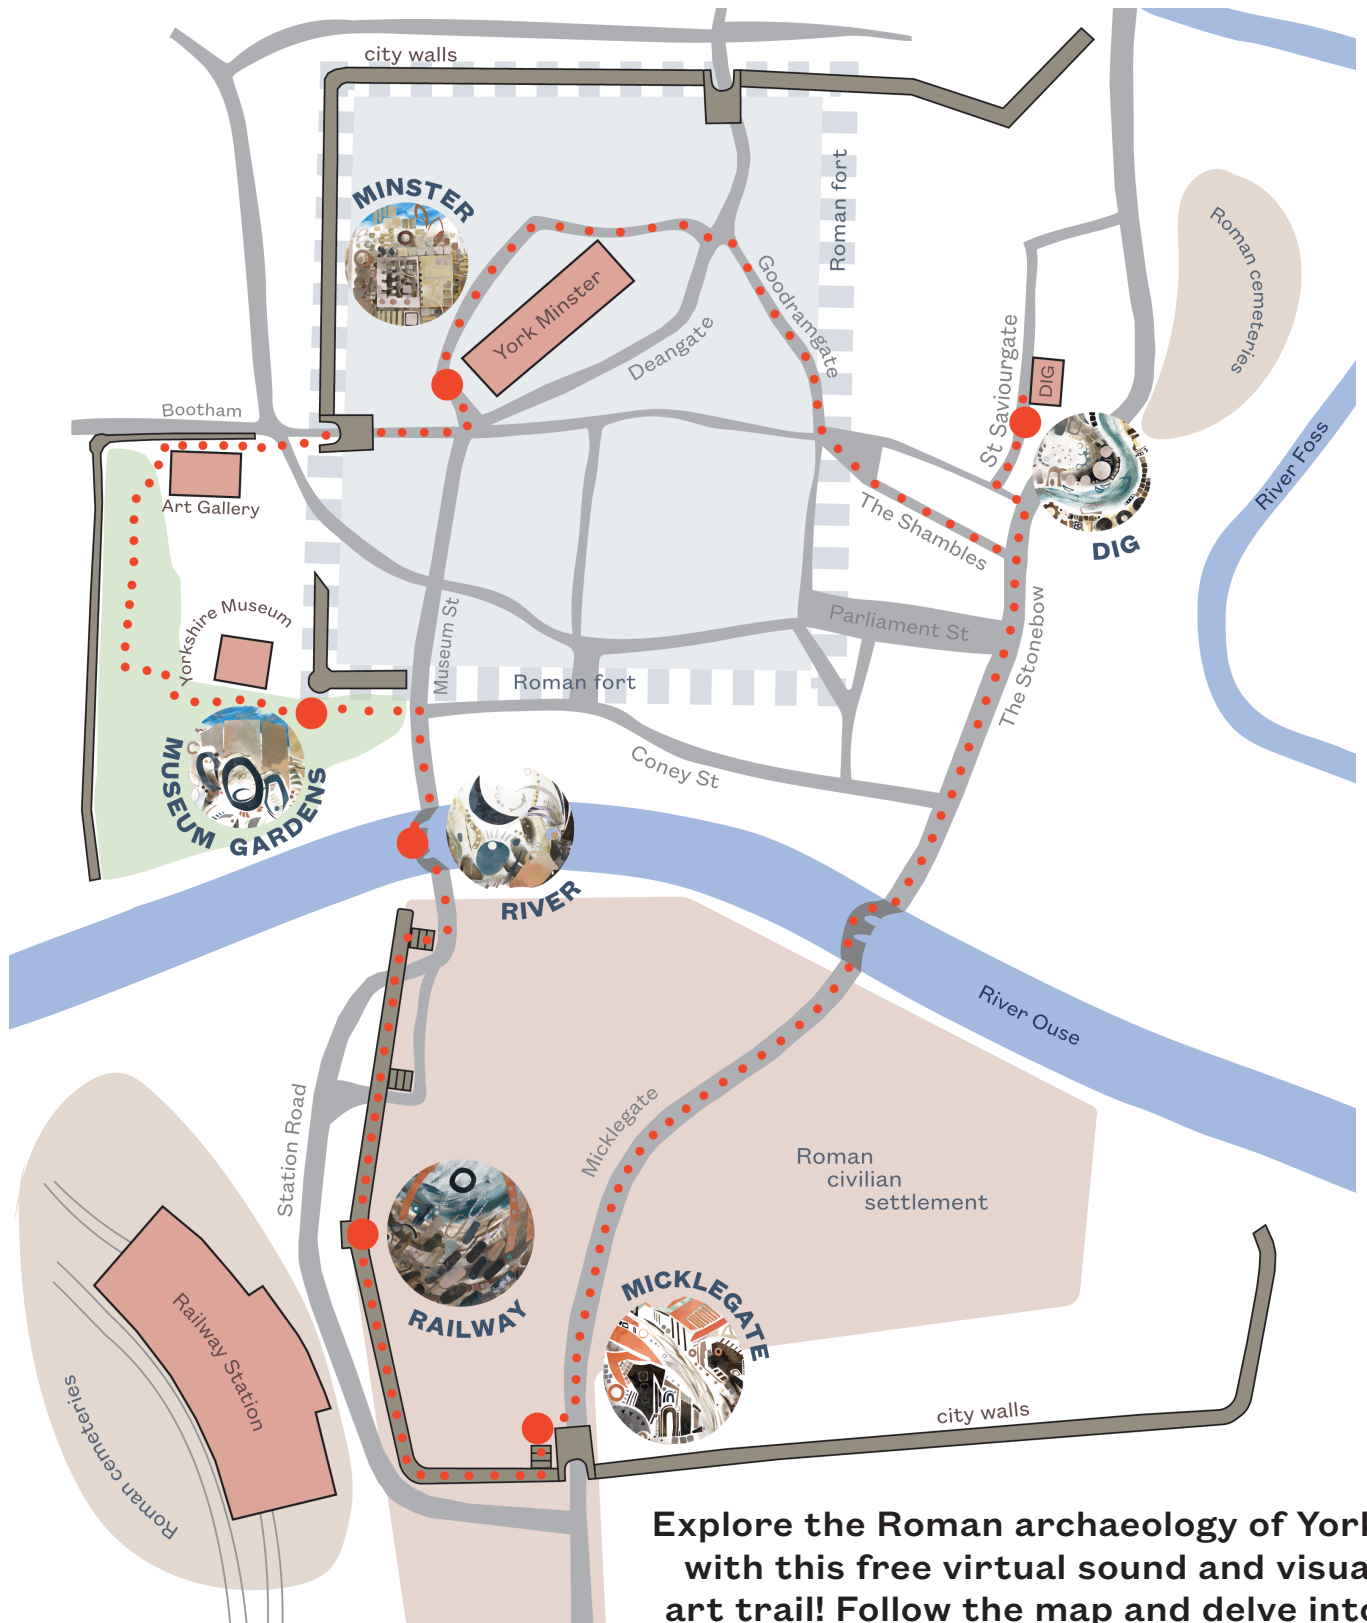 city walls
MINSTER
Roman fort
Roman cemeteries
York Minster
Goodramgate
Deangate
St Saviourgate
DIG
Bootham
Art Gallery
The Shambles
River Foss
DIG
Yorkshire Museum
Museum St
Parliament St
The Stonebow
Roman fort
Coney St
MUSEUM GARDENS
RIVER
River Ouse
Station Road
Micklegate
Roman
civilian
settlement
RAILWAY
MICKLEGATE
Railway Station
Roman cemeteries
city walls
Explore the Roman archaeology of
with this free virtual sound and
art trail! Follow the map and delve